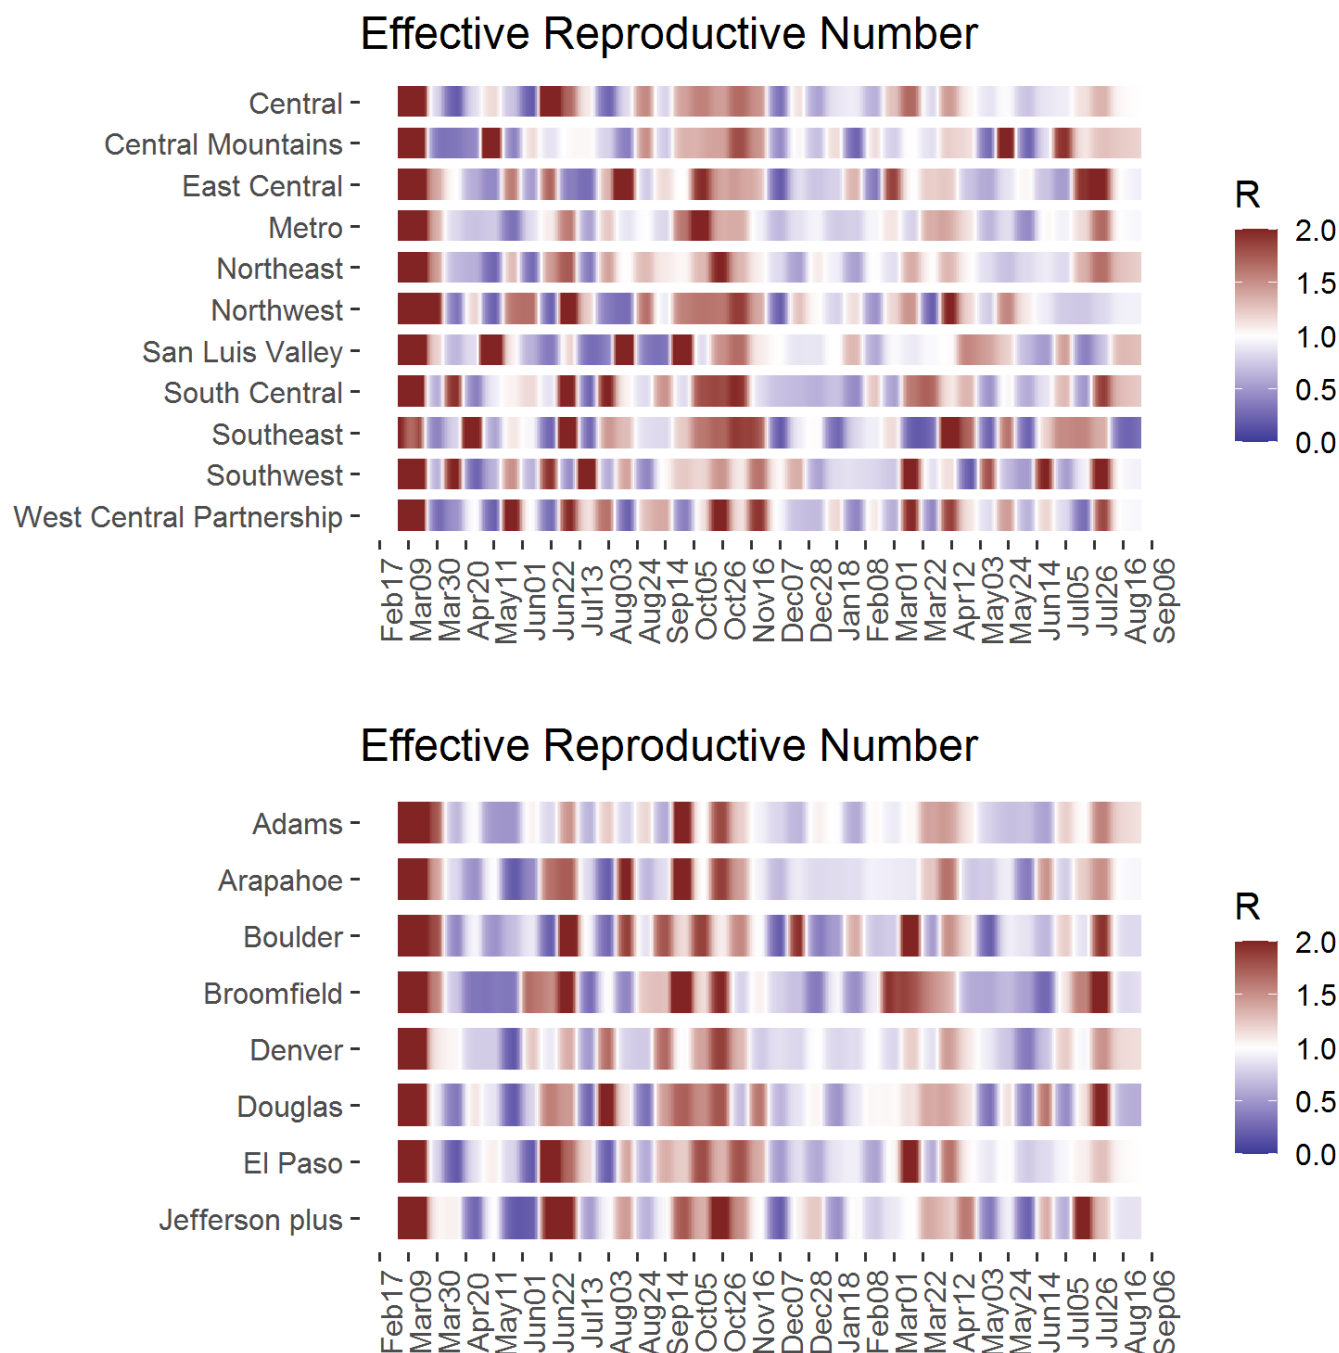 Effective Reproductive Number
Central
Central Mountains
East Central
Metro
Northeast
Northwest
San Luis Valley
South Central
Southeast
Southwest
West Central Partnership
R
2.0
1.5
1.0
0.5
0.0
Feb17
Mar09
Mar30
Apr20
May11
Jun01
Jun22
Jul13
Aug03
Aug24
Sep14
Oct05
Oct26
Nov16
Dec07
Dec28
Jan18
Feb08
Mar01
Mar22
Apr12
May03
May24
Jun14
Jul05
Jul26
Aug16
Sep06
Effective Reproductive Number
Adams
Arapahoe
Boulder
Broomfield
Denver
Douglas
El Paso
Jefferson plus
R
2.0
1.5
1.0
0.5
0.0
Feb17
Mar09
Mar30
Apr20
May11
Jun01
Jun22
Jul13
Aug03
Aug24
Sep14
Oct05
Oct26
Nov16
Dec07
Dec28
Jan18
Feb08
Mar01
Mar22
Apr12
May03
May24
Jun14
Jul05
Jul26
Aug16
Sep06